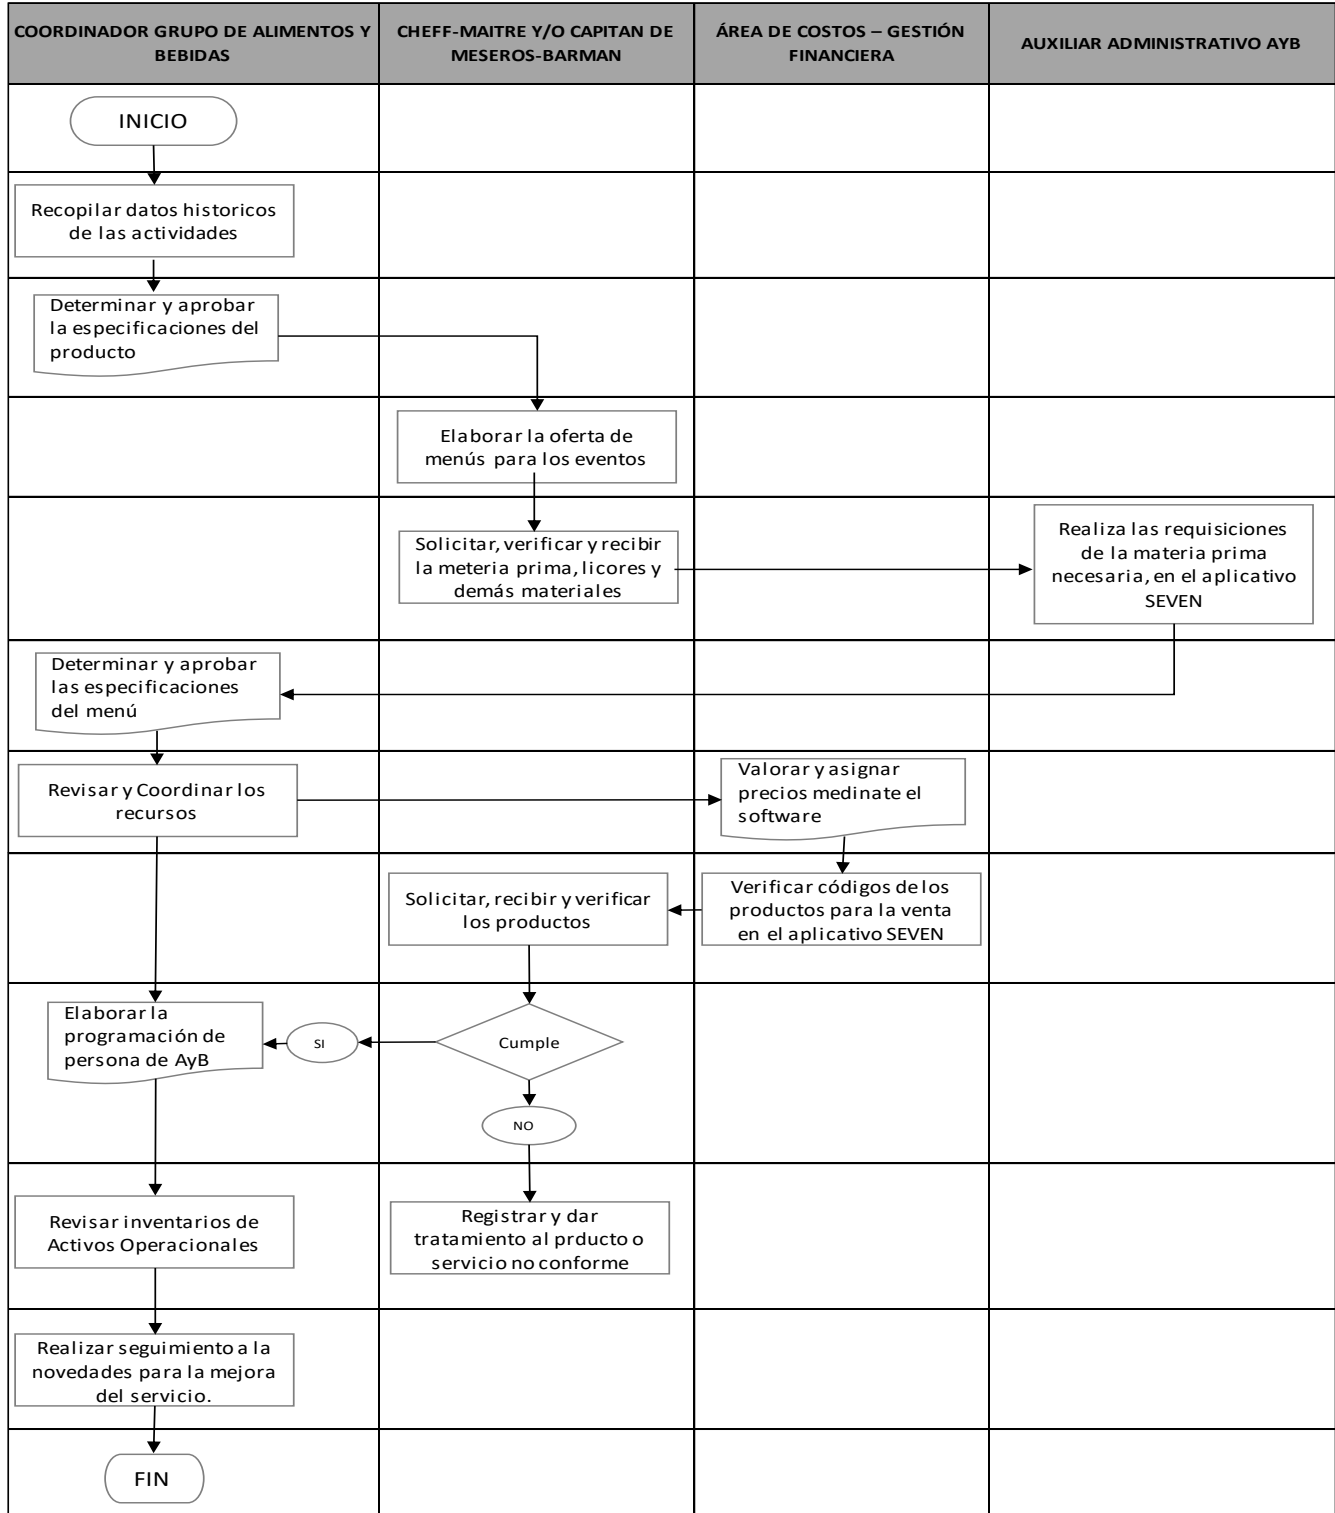 COORDINADOR GRUPO DE ALIMENTOS Y
BEBIDAS
CHEFF-MAITRE Y/O CAPITAN DE
MESEROS-BARMAN
ÁREA DE COSTOS – GESTIÓN
FINANCIERA
AUXILIAR ADMINISTRATIVO AYB
INICIO
Recopilar datos historicos
de las actividades
Determinar y aprobar
la especificaciones del
producto
Elaborar la oferta de
menús para los eventos
Solicitar, verificar y recibir
la meteria prima, licores y
demás materiales
Realiza las requisiciones
de la materia prima
necesaria, en el aplicativo
SEVEN
Determinar y aprobar
las especificaciones
del menú
Revisar y Coordinar los
recursos
Valorar y asignar
precios medinate el
software
Solicitar, recibir y verificar
los productos
Verificar códigos de los
productos para la venta
en el aplicativo SEVEN
Elaborar la
programación de
persona de AyB
SI
Cumple
NO
Revisar inventarios de
Activos Operacionales
Registrar y dar
tratamiento al prducto o
servicio no conforme
Realizar seguimiento a la
novedades para la mejora
del servicio.
FIN